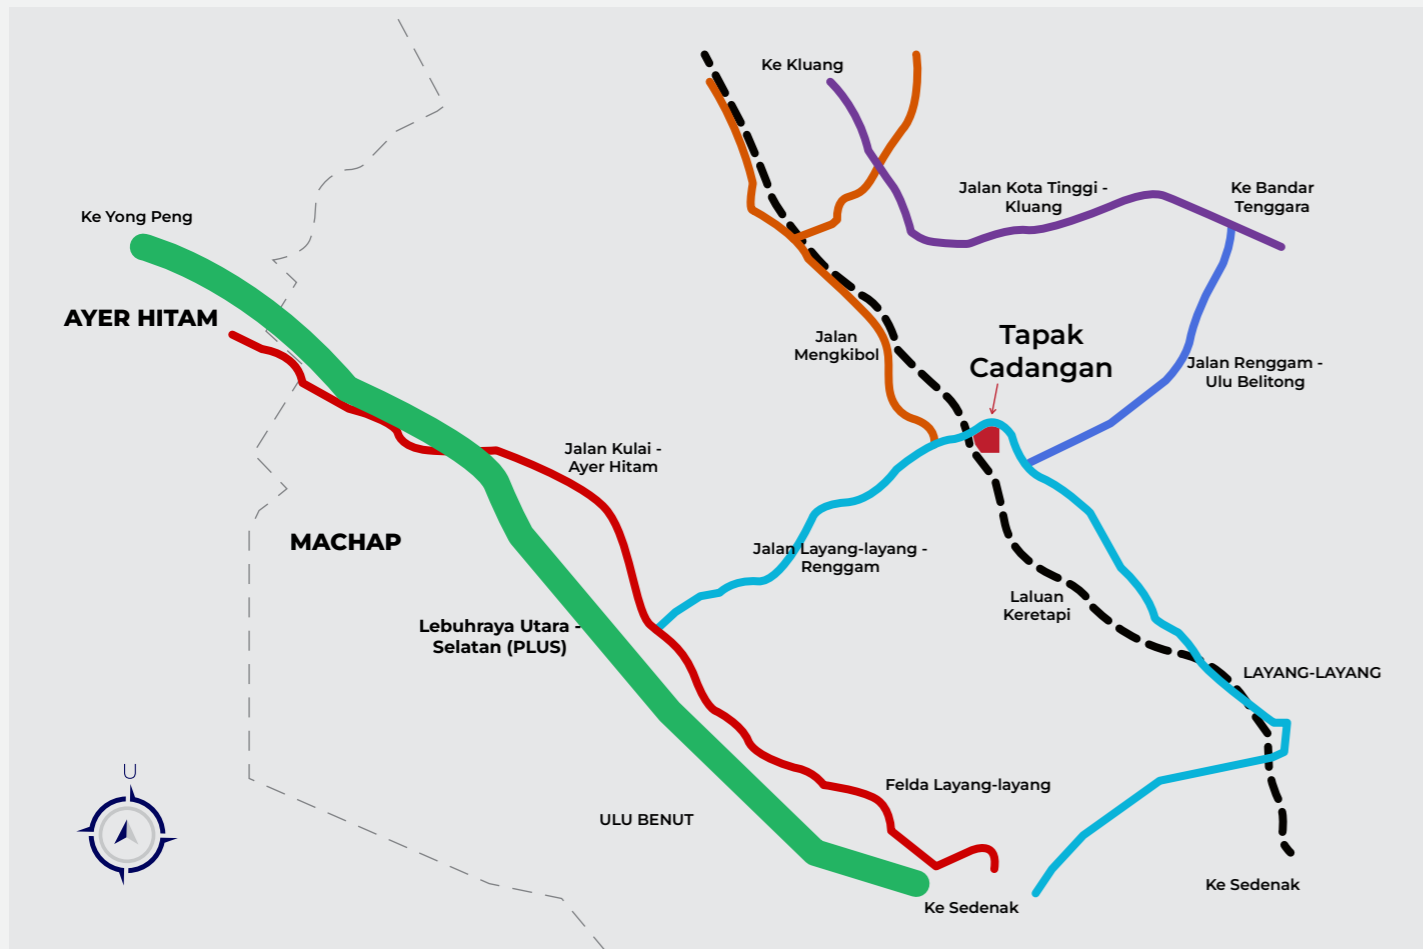 Ke Kluang
Jalan Kota Tinggi -
Kluang
Ke Bandar
Tenggara
Ke Yong Peng
AYER HITAM
Jalan
Mengkibol
Tapak
Cadangan
Jalan Renggam -
Ulu Belitong
Jalan Kulai -
Ayer Hitam
MACHAP
Jalan Layang-layang -
Renggam
Laluan
Keretapi
Lebuhraya Utara -
Selatan (PLUS)
LAYANG-LAYANG
U
Felda Layang-layang
ULU BENUT
Ke Sedenak
Ke Sedenak